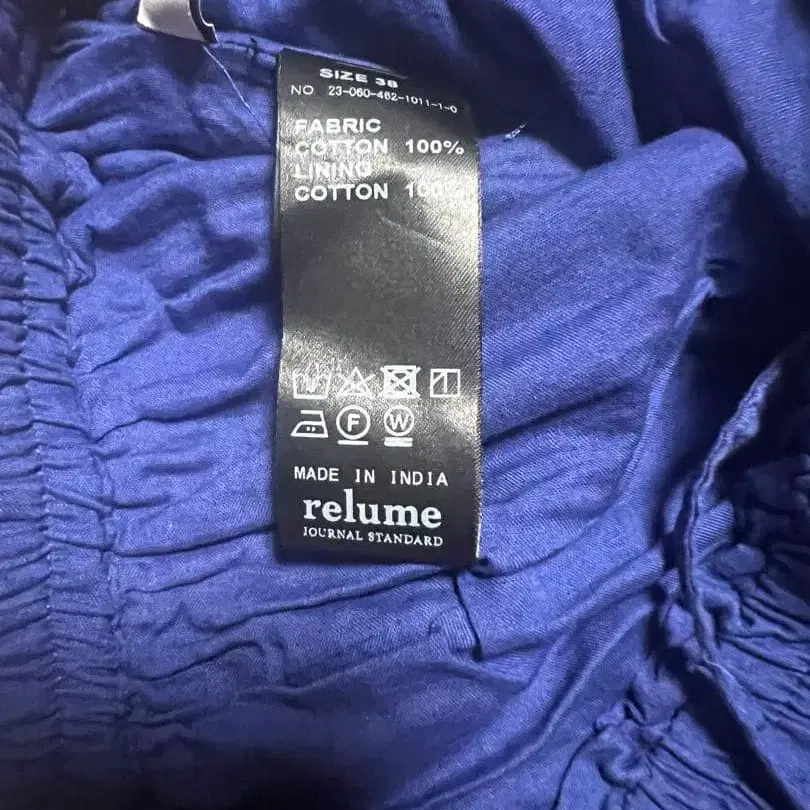 SIZE 38
NO 23-060-462-1011-1-0
FABRIC
COTTON 100%
LINING
COTTON 100%
F
W
MADE IN INDIA
relume
JOURNAL STANDARD